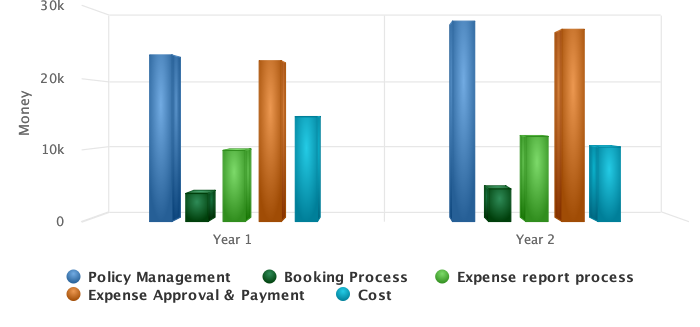 30k
20k
Money
10k
0
Year 1 Year 2
Policy Management Booking Process Expense report process
Expense Approval & Payment Cost